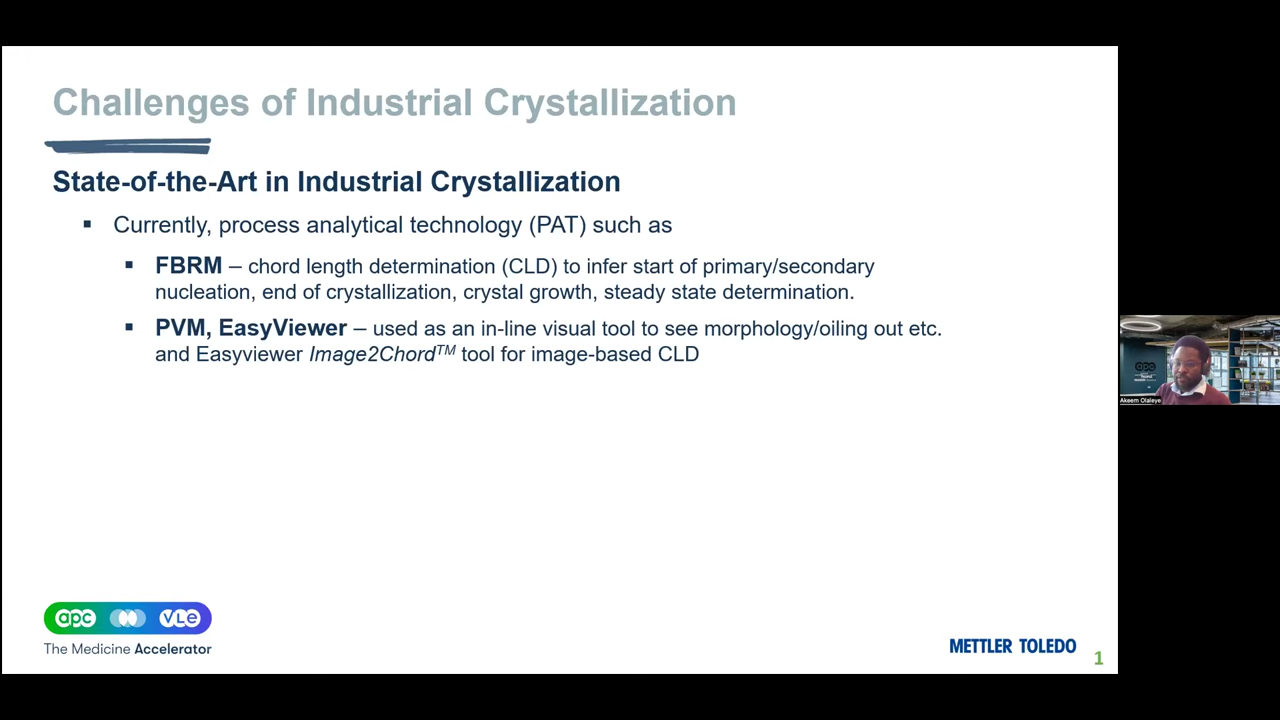 Challenges of Industrial Crystallization
State-of-the-Art in Industrial Crystallization
▪ Currently, process analytical technology (PAT) such as
▪ FBRM – chord length determination (CLD) to infer start of primary/secondary
nucleation, end of crystallization, crystal growth, steady state determination.
▪ PVM, EasyViewer – used as an in-line visual tool to see morphology/oiling out etc.
and Easyviewer Image2Chord™ tool for image-based CLD
apc
Akeem Olaleye
apc VLe
The Medicine Accelerator
METTLER TOLEDO
1